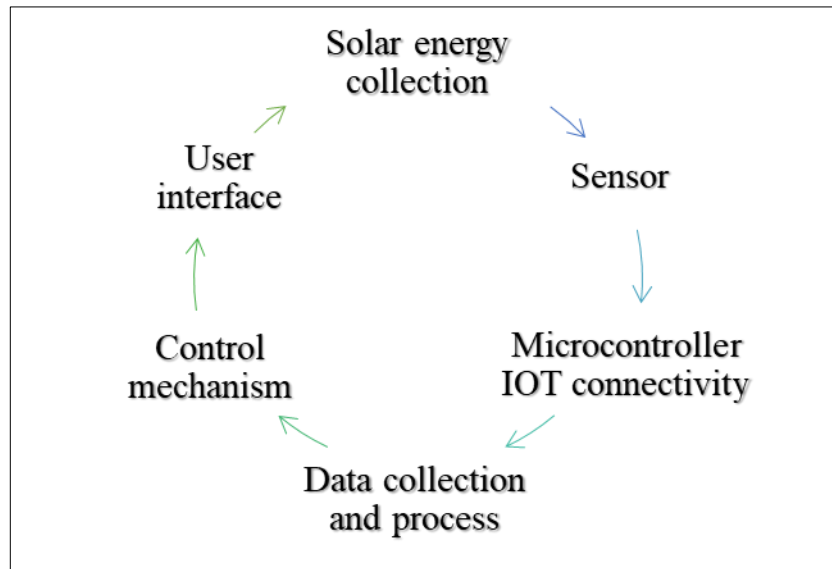 Solar energy
collection
Sensor
Microcontroller
IOT connectivity
Data collection
and process
Control
mechanism
User
interface